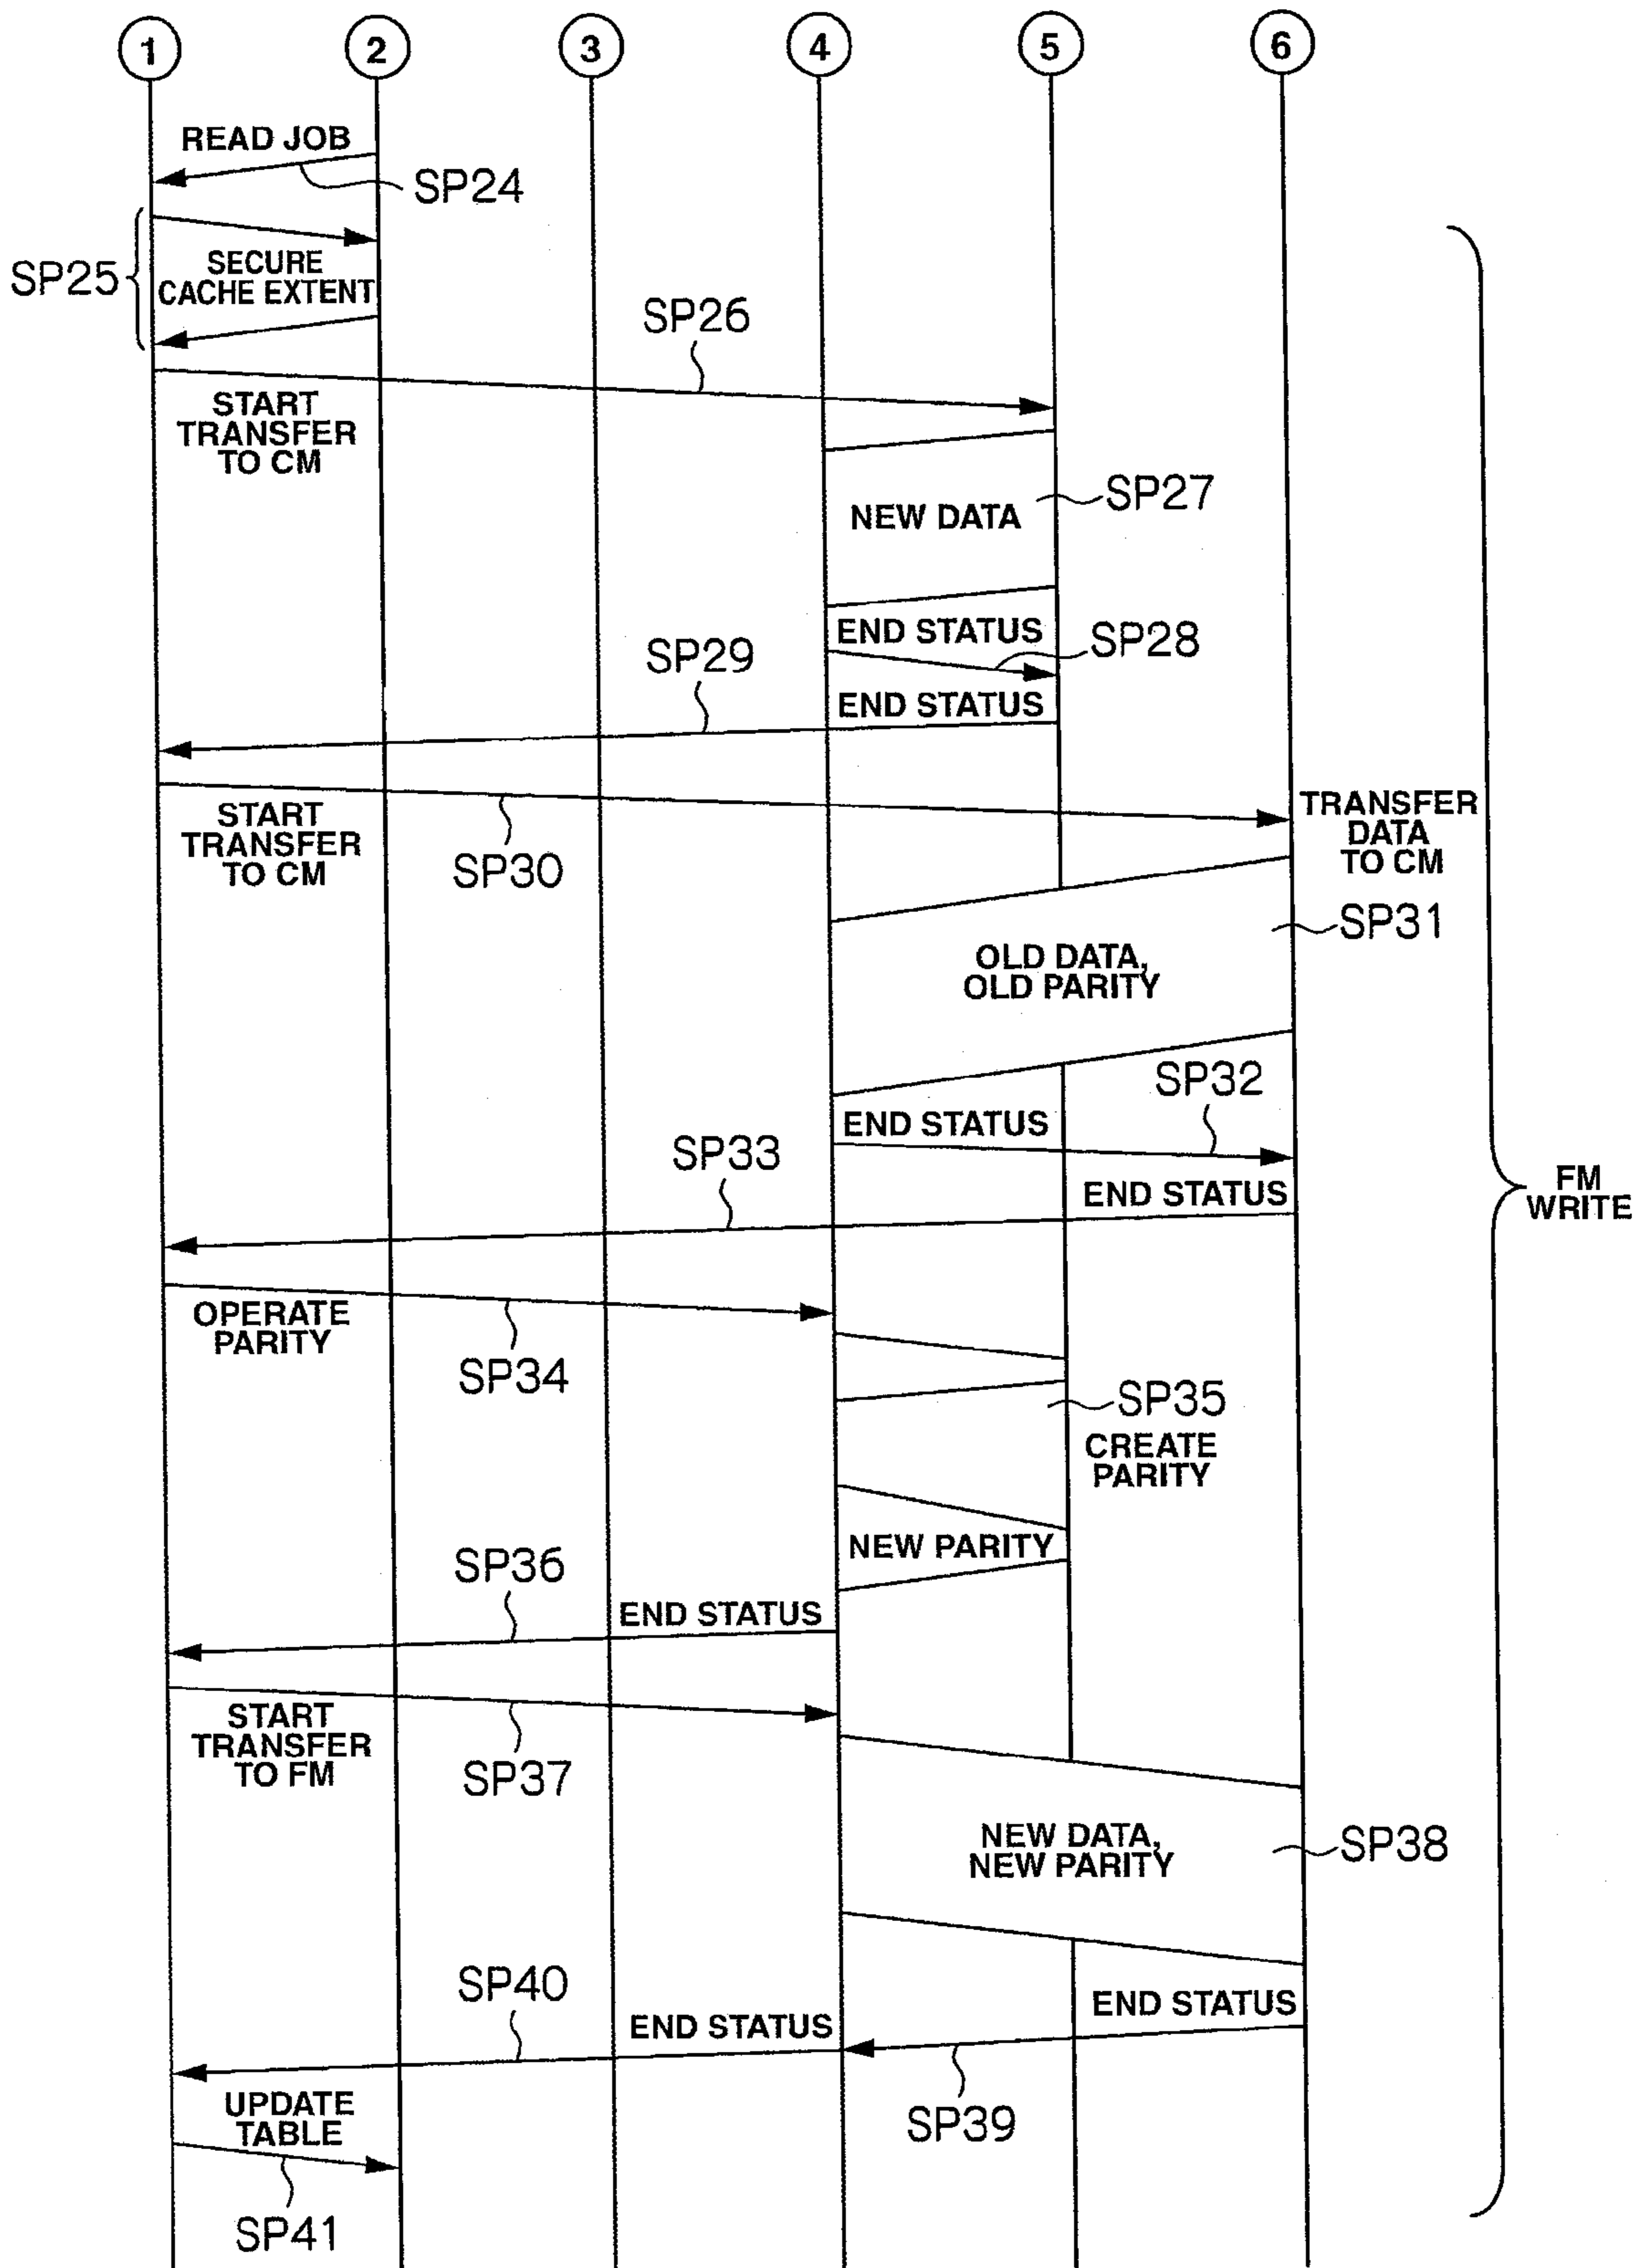 1 2 3 4 5 6
READ JOB
SP24
SP25
SECURE
CACHE EXTENT
SP26
START
TRANSFER
TO CM
SP27
NEW DATA
END STATUS
SP28
SP29
END STATUS
START
TRANSFER
TO CM
SP30
TRANSFER
DATA
TO CM
SP31
OLD DATA,
OLD PARITY
SP32
END STATUS
SP33
END STATUS
FM
WRITE
OPERATE
PARITY
SP34
SP35
CREATE
PARITY
NEW PARITY
SP36
END STATUS
START
TRANSFER
TO FM
SP37
NEW DATA,
NEW PARITY
SP38
SP40
END STATUS
END STATUS
SP39
UPDATE
TABLE
SP41